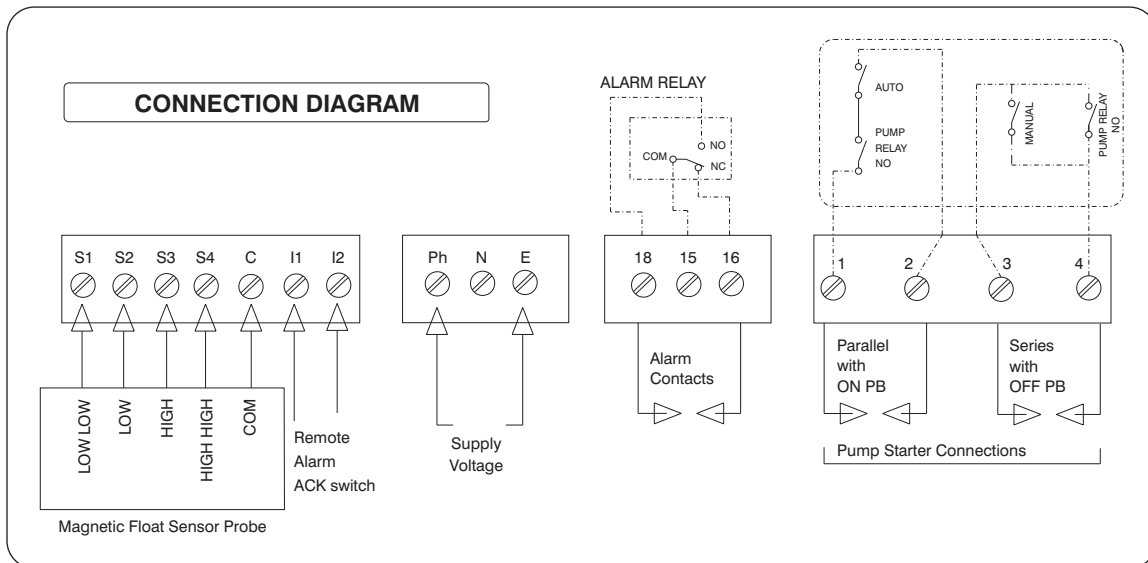 CONNECTION DIAGRAM
ALARM RELAY
NO
COM
NC
AUTO
PUMP
RELAY
NO
MANUAL
PUMP RELAY
NO
S1 S2 S3 S4 C I1 I2
Ph N E
18 15 16
1 2 3 4
LOW LOW
LOW
HIGH
HIGH HIGH
COM
Remote
Alarm
ACK switch
Supply
Voltage
Alarm
Contacts
Parallel
with
ON PB
Series
with
OFF PB
Pump Starter Connections
Magnetic Float Sensor Probe